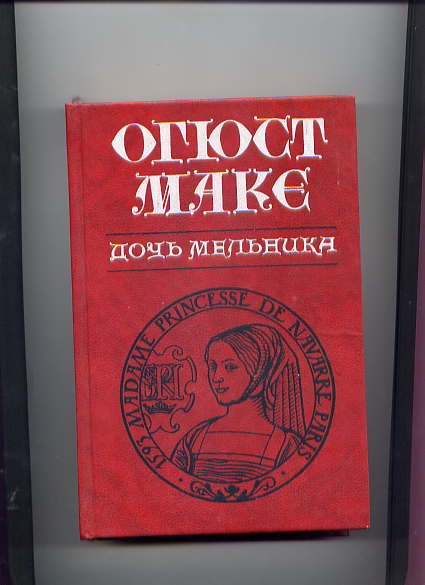 ОГЮСТ
МАКЕ
ДОЧЬ МЕЛЬНИКА
1593 MADAME PRINCESSE DE NAVARRE PARIS